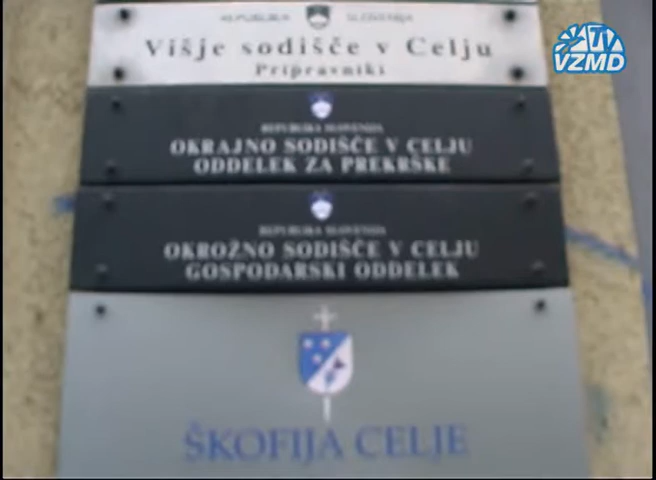 REPUBLIKA SLOVENIJA
Višje sodišče v Celju
Pripravniki
REPUBLIKA SLOVENIJA
OKRAJNO SODIŠČE V CELJU
ODDELEK ZA PREKRŠKE
REPUBLIKA SLOVENIJA
OKROŽNO SODIŠČE V CELJU
GOSPODARSKI ODDELEK
ŠKOFIJA CELJE
TV
VZMD